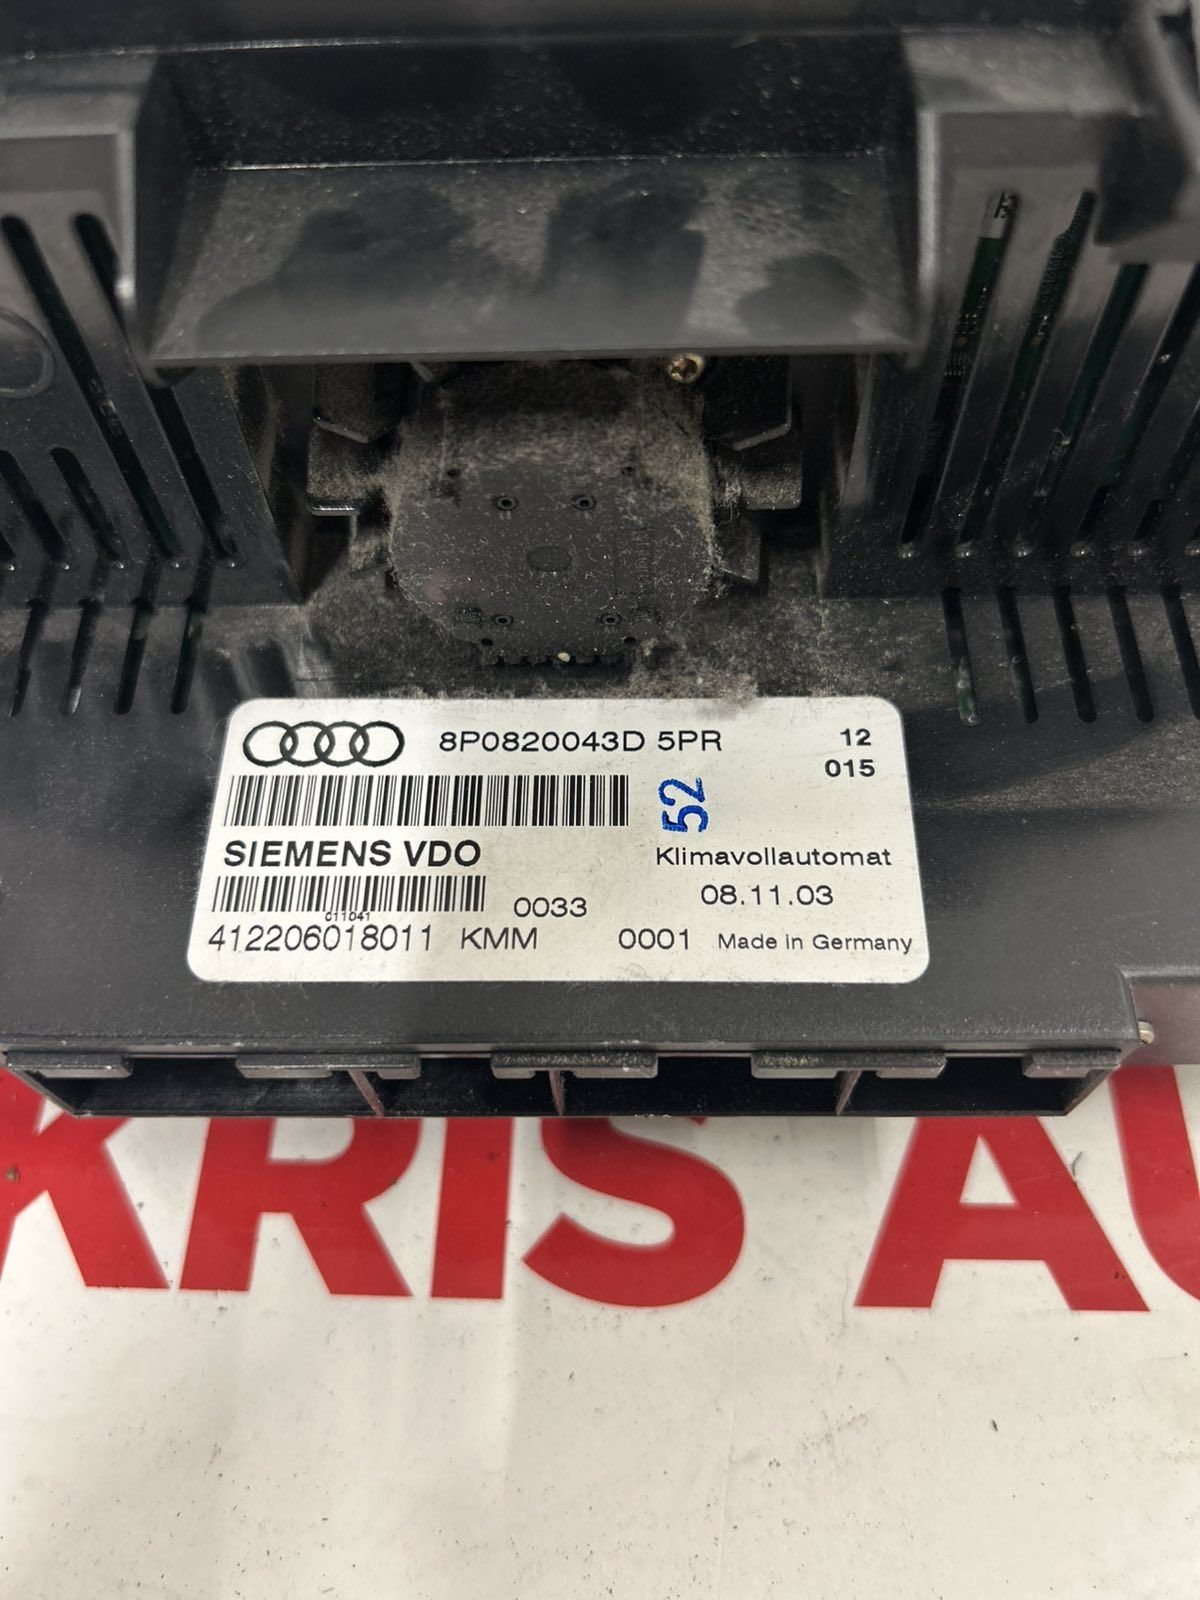 8P0820043D 5PR
12
015
52
SIEMENS VDO
Klimavollautomat
0033
08.11.03
011041
412206018011 KMM 0001 Made in Germany
KRIS AU